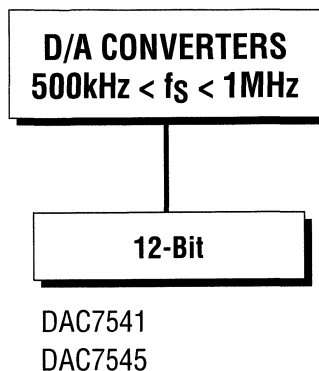 D/A CONVERTERS
500kHz < fS < 1MHz
12-Bit
DAC7541
DAC7545